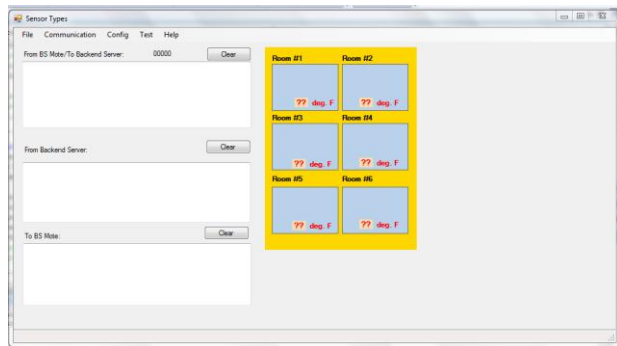 Sensor Types
File Communication Config Test Help
From BS Mote/To Backend Server: 00000 Clear
Room #1 Room #2
?? deg. F ?? deg. F
Room #3 Room #4
From Backend Server: Clear
?? deg. F ?? deg. F
Room #5 Room #6
?? deg. F ?? deg. F
To BS Mote: Clear